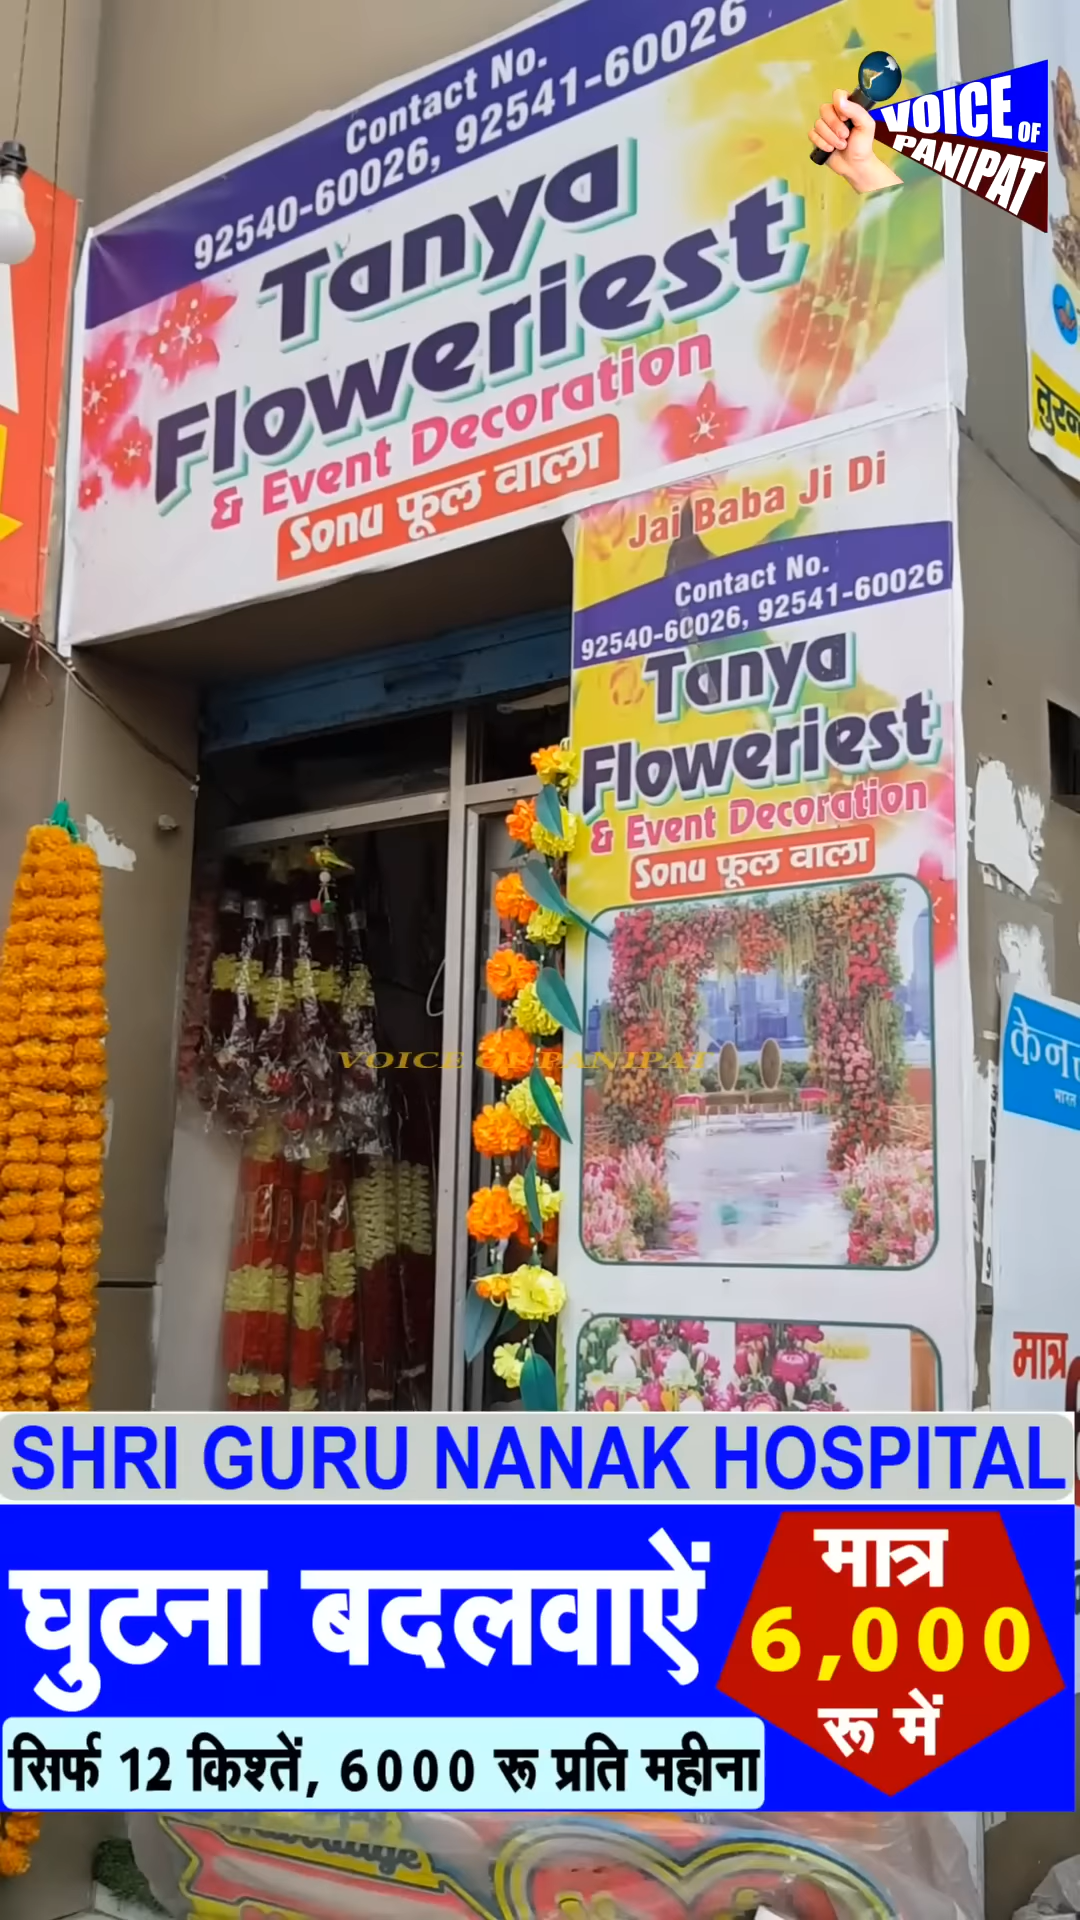 VOICE OF
PANIPAT
Contact No.
92540-60026, 92541-60026
Tanya
Floweriest
& Event Decoration
Sonu फूल वाला
Jai Baba Ji Di
Contact No.
92540-60026, 92541-60026
Tanya
Floweriest
& Event Decoration
Sonu फूल वाला
VOICE OF PANIPAT
भारत
मात्र
SHRI GURU NANAK HOSPITAL
घुटना बदलवाऐं
मात्र
6,000
रू में
सिर्फ 12 किश्तें, 6000 रू प्रति महीना